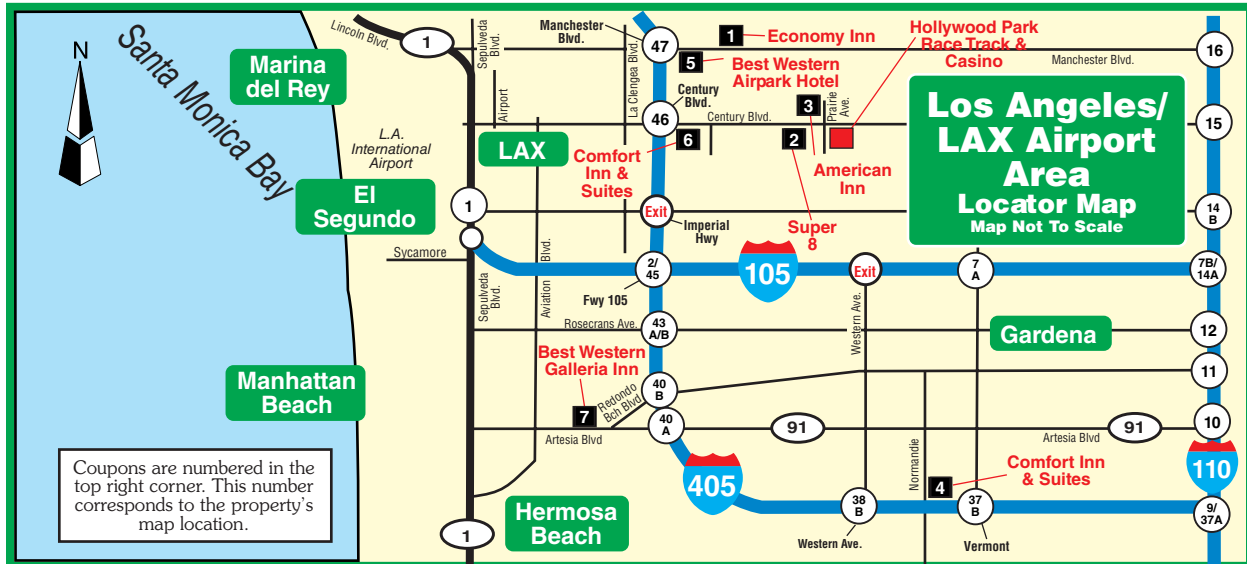 N
Santa Monica Bay
Lincoln Blvd.
1
Sepulveda
Blvd.
Marina
del Rey
Manchester
Blvd.
La Clengea Blvd.
47
1
Economy Inn
5
Best Western
Airpark Hotel
Hollywood Park
Race Track &
Casino
Manchester Blvd.
16
Airport
Century
Blvd.
46
Century Blvd.
3
Prairie
Ave.
2
6
15
L.A.
International
Airport
LAX
Comfort
Inn &
Suites
American
Inn
Los Angeles/
LAX Airport
Area
Locator Map
Map Not To Scale
El
Segundo
1
Exit
Imperial
Hwy
Super
8
14
B
Sycamore
Sepulveda
Blvd.
Aviation Blvd.
2/
45
Fwy 105
105
Exit
7
A
7B/
14A
Rosecrans Ave.
43
A/B
Western Ave.
Gardena
12
Best Western
Galleria Inn
11
Manhattan
Beach
7
Redondo
Bch Blvd
40
B
40
A
Artesia Blvd
91
91
Artesia Blvd
10
Coupons are numbered in the
top right corner. This number
corresponds to the property's
map location.
405
Normandie
4
Comfort Inn
& Suites
110
Hermosa
Beach
1
38
B
Western Ave.
37
B
Vermont
9/
37A